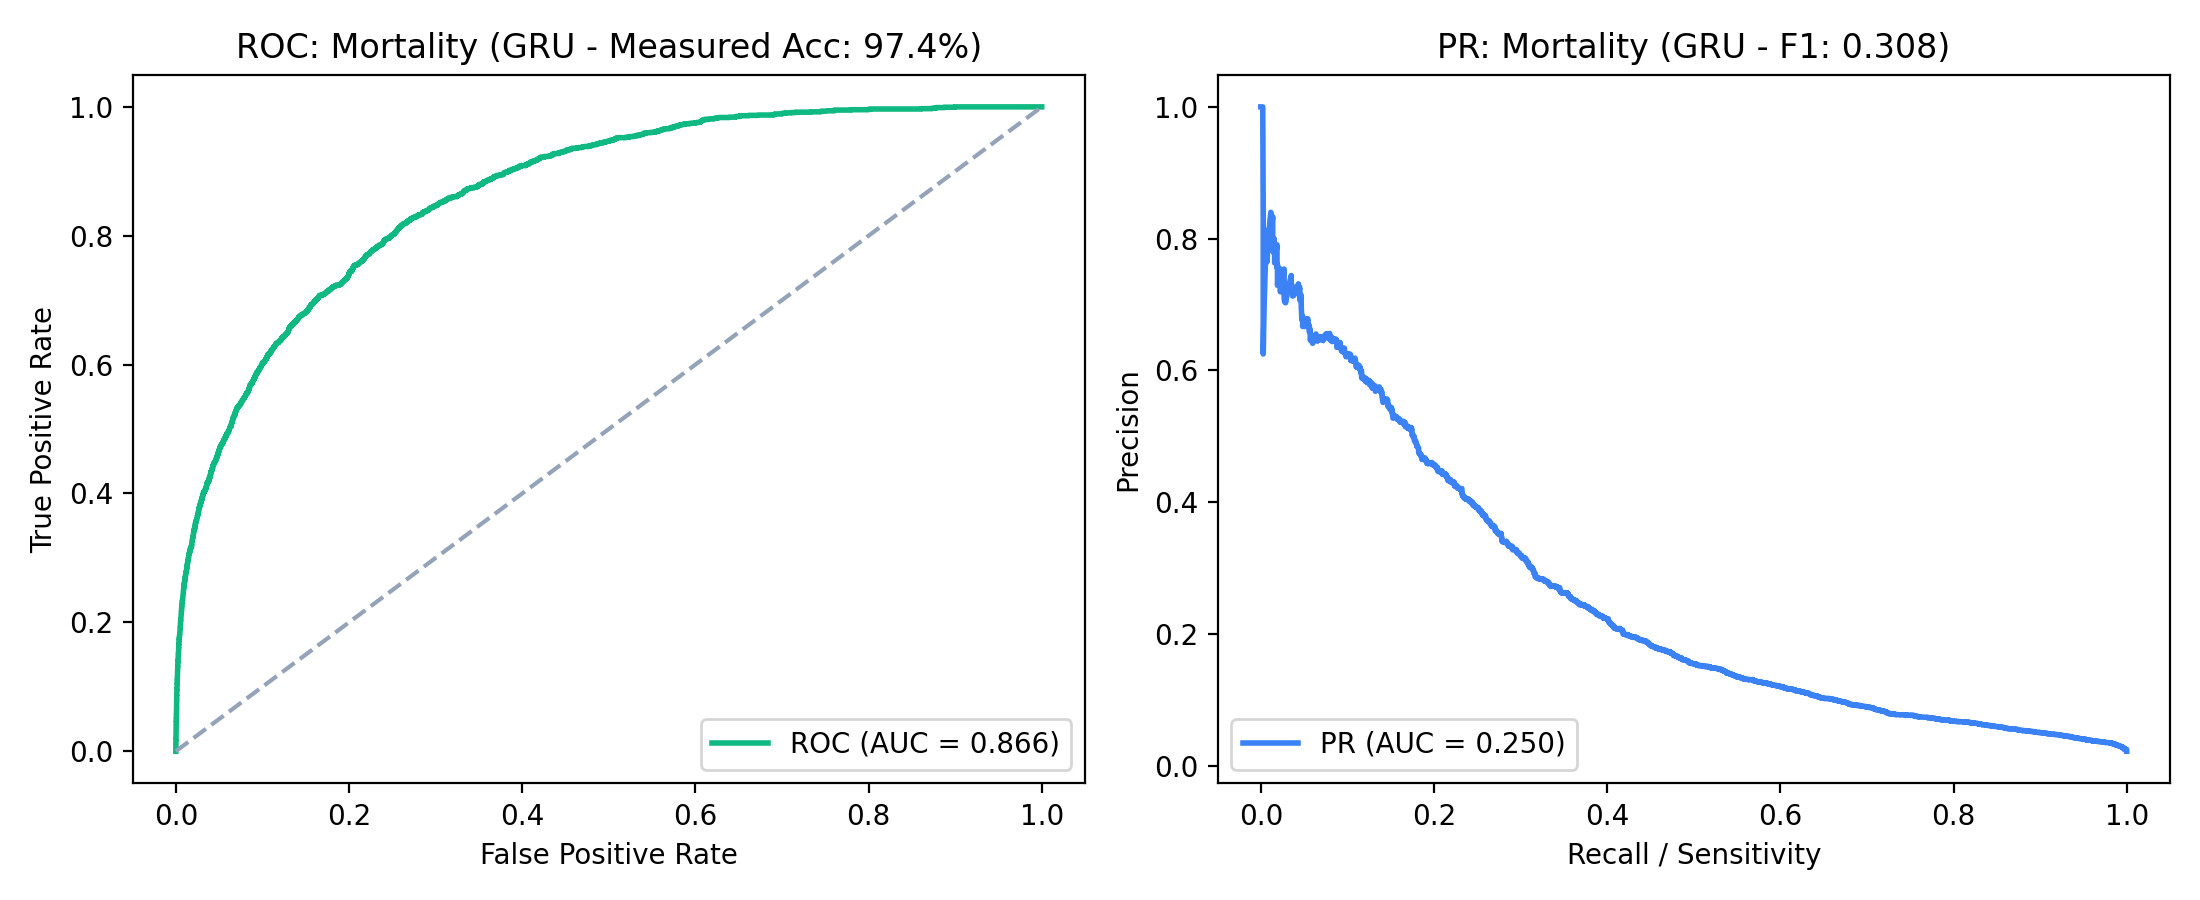 ROC: Mortality (GRU - Measured Acc: 97.4%)
True Positive Rate
1.0
0.8
0.6
0.4
0.2
0.0
0.0 0.2 0.4 0.6 0.8 1.0
False Positive Rate
ROC (AUC = 0.866)
PR: Mortality (GRU - F1: 0.308)
Precision
1.0
0.8
0.6
0.4
0.2
0.0
0.0 0.2 0.4 0.6 0.8 1.0
Recall / Sensitivity
PR (AUC = 0.250)